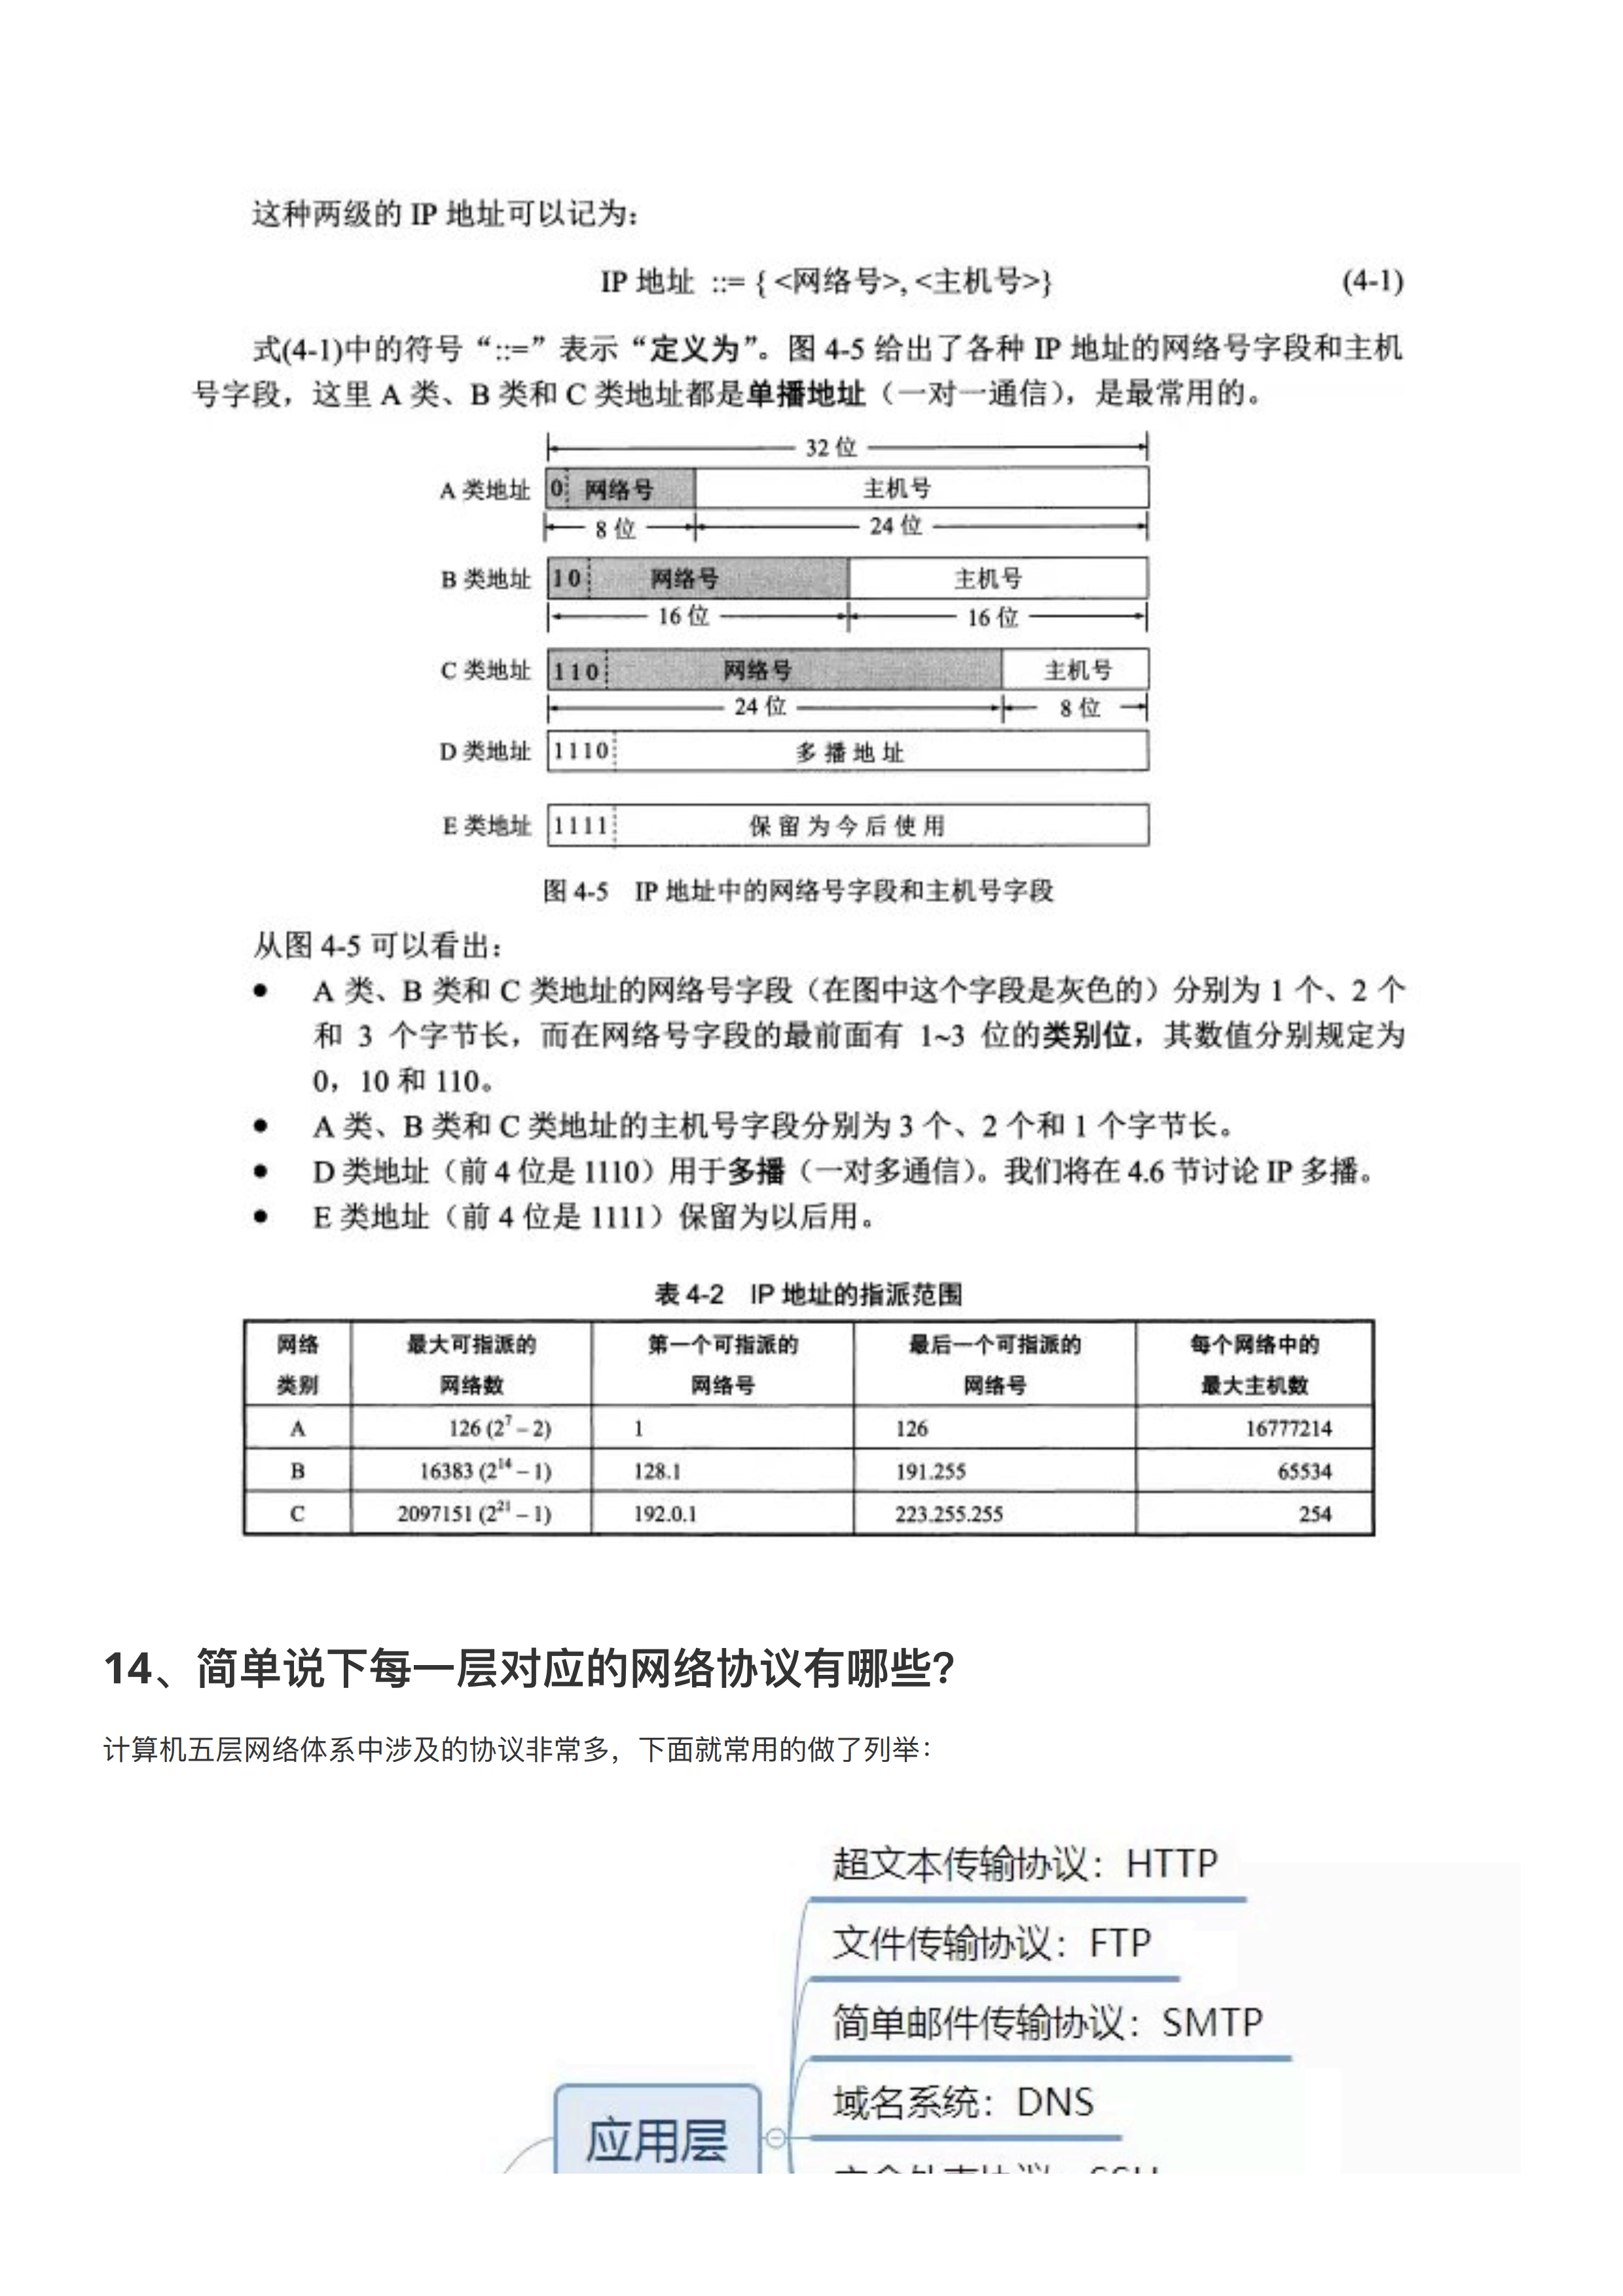 这种两级的 IP 地址可以记为：
IP 地址 ::= { <网络号>, <主机号>} (4-1)
式(4-1)中的符号“::=”表示“定义为”。图 4-5 给出了各种 IP 地址的网络号字段和主机
号字段，这里 A 类、B 类和 C 类地址都是单播地址（一对一通信），是最常用的。
32 位
A 类地址 0 网络号 主机号
8 位 24 位
B 类地址 10 网络号 主机号
16 位 16 位
C 类地址 110 网络号 主机号
24 位 8 位
D 类地址 1110 多播地址
E 类地址 1111 保留为今后使用
图 4-5 IP 地址中的网络号字段和主机号字段
从图 4-5 可以看出：
● A 类、B 类和 C 类地址的网络号字段（在图中这个字段是灰色的）分别为 1 个、2 个
和 3 个字节长，而在网络号字段的最前面有 1~3 位的类别位，其数值分别规定为
0，10 和 110。
● A 类、B 类和 C 类地址的主机号字段分别为 3 个、2 个和 1 个字节长。
● D 类地址（前 4 位是 1110）用于多播（一对多通信）。我们将在 4.6 节讨论 IP 多播。
● E 类地址（前 4 位是 1111）保留为以后用。
表 4-2 IP 地址的指派范围
网络 最大可指派的 第一个可指派的 最后一个可指派的 每个网络中的
类别 网络数 网络号 网络号 最大主机数
A 126 (2⁷ – 2) 1 126 16777214
B 16383 (2¹⁴ – 1) 128.1 191.255 65534
C 2097151 (2²¹ – 1) 192.0.1 223.255.255 254
14、简单说下每一层对应的网络协议有哪些？
计算机五层网络体系中涉及的协议非常多，下面就常用的做了列举：
超文本传输协议：HTTP
文件传输协议：FTP
简单邮件传输协议：SMTP
域名系统：DNS
应用层